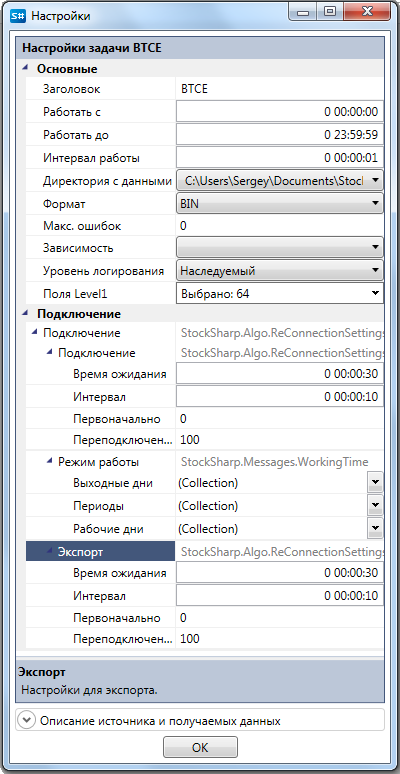 S# Настройки
Настройки задачи BTCE
Основные
Заголовок BTCE
Работать с 0 00:00:00
Работать до 0 23:59:59
Интервал работы 0 00:00:01
Директория с данными C:\Users\Sergey\Documents\Stock
Формат BIN
Макс. ошибок 0
Зависимость
Уровень логирования Наследуемый
Поля Level1 Выбрано: 64
Подключение
Подключение StockSharp.Algo.ReConnectionSettings
Подключение StockSharp.Algo.ReConnectionSettings
Время ожидания 0 00:00:30
Интервал 0 00:00:10
Первоначально 0
Переподключен... 100
Режим работы StockSharp.Messages.WorkingTime
Выходные дни (Collection)
Периоды (Collection)
Рабочие дни (Collection)
Экспорт StockSharp.Algo.ReConnectionSettings
Время ожидания 0 00:00:30
Интервал 0 00:00:10
Первоначально 0
Переподключен... 100
Экспорт
Настройки для экспорта.
Описание источника и получаемых данных
OK